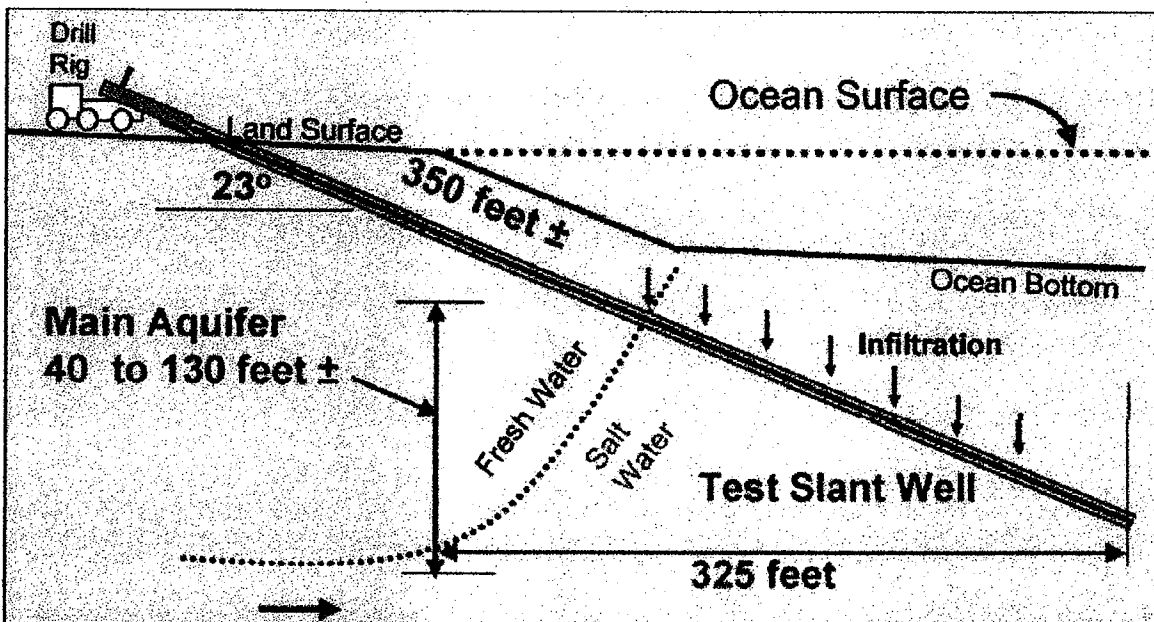 Drill
Rig
Ocean Surface
Land Surface
23°
350 feet ±
Ocean Bottom
Main Aquifer
40 to 130 feet ±
Infiltration
Fresh Water
Salt
Water
Test Slant Well
325 feet